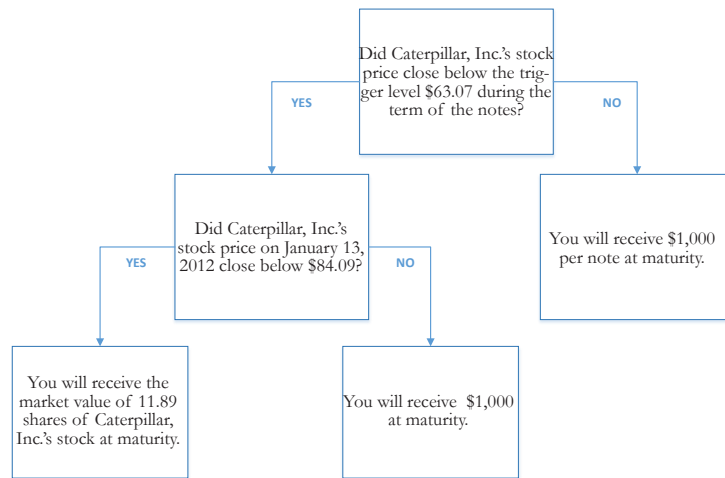 Did Caterpillar, Inc.'s stock
price close below the trig-
ger level $63.07 during the
term of the notes?
YES
NO
Did Caterpillar, Inc.'s
stock price on January 13,
2012 close below $84.09?
You will receive $1,000
per note at maturity.
YES
NO
You will receive the
market value of 11.89
shares of Caterpillar,
Inc.'s stock at maturity.
You will receive  $1,000
at maturity.